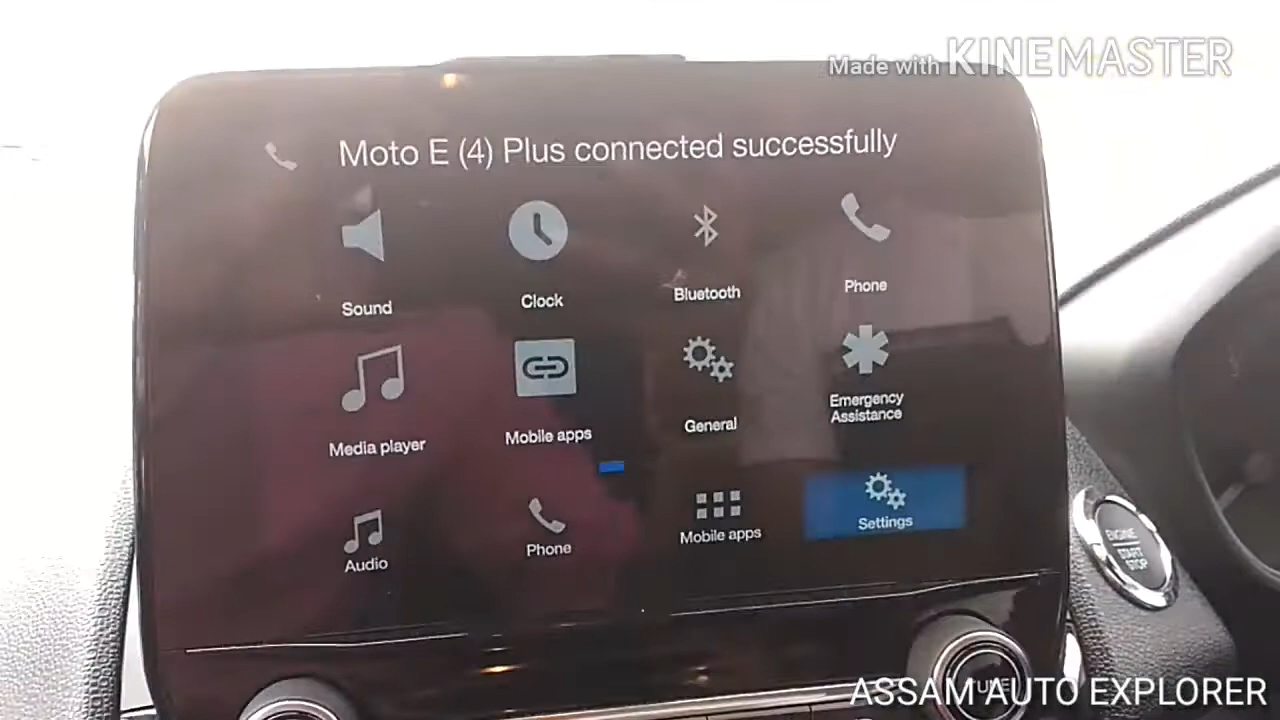 Made with KINEMASTER
Moto E (4) Plus connected successfully
Sound
Clock
Bluetooth
Phone
Media player
Mobile apps
General
Emergency
Assistance
Audio
Phone
Mobile apps
Settings
ENGINE
START
STOP
TUNE
ASSAM AUTO EXPLORER